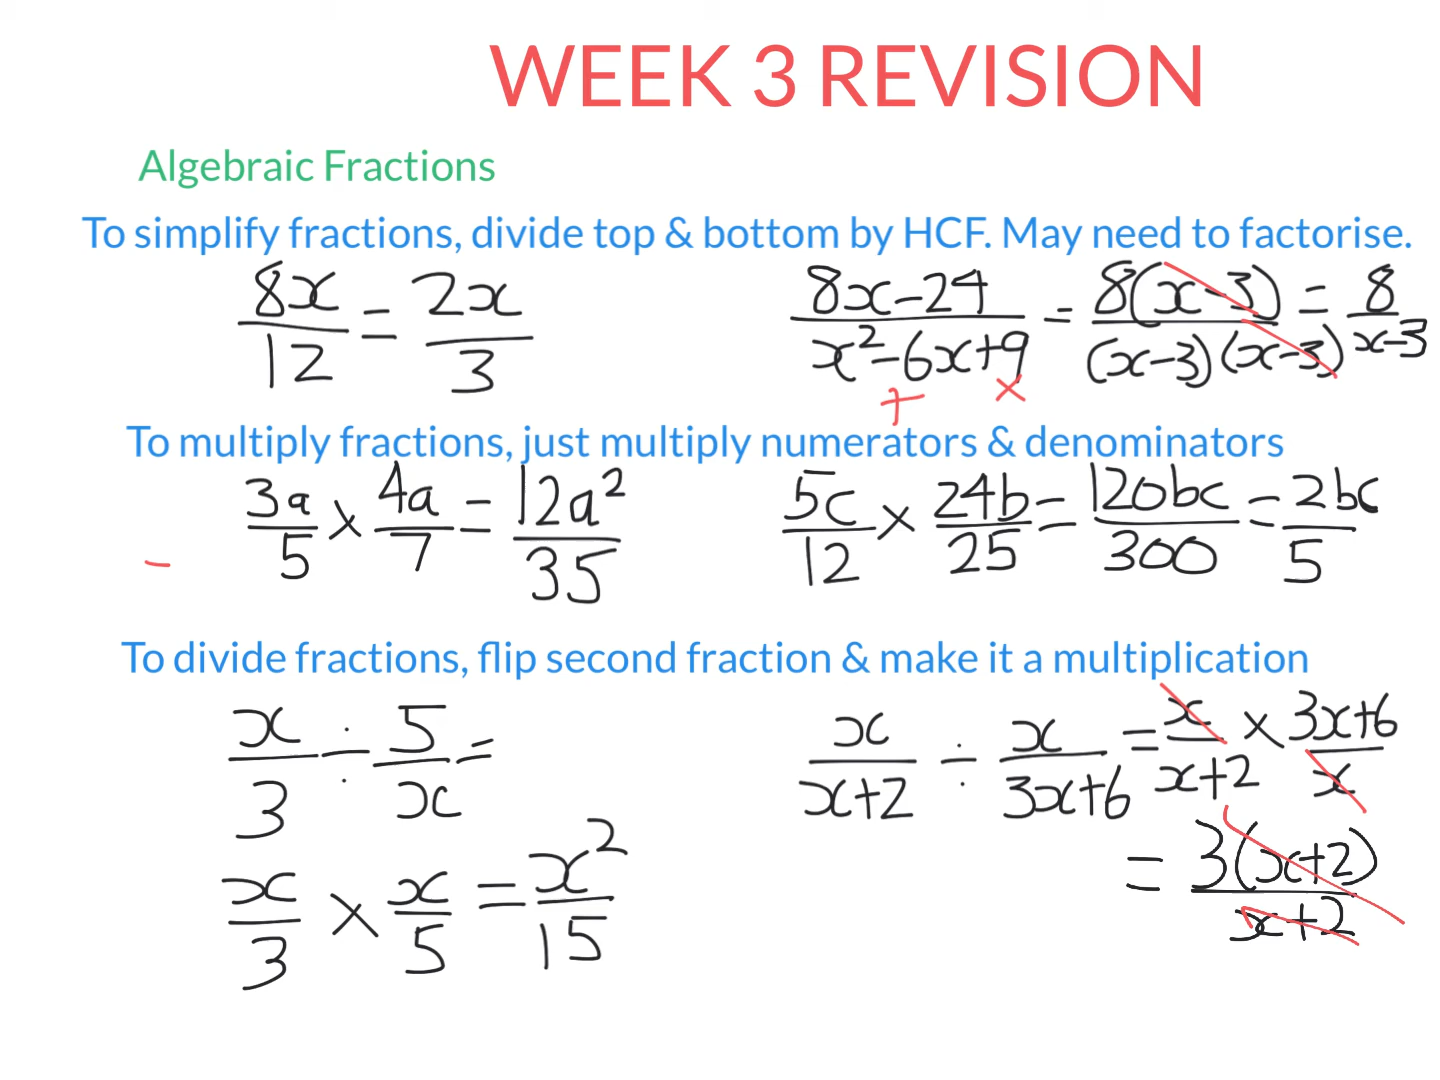 WEEK 3 REVISION
Algebraic Fractions
To simplify fractions, divide top & bottom by HCF. May need to factorise.
8x/12 = 2x/3
8x-24/x²-6x+9 = 8(x-3)/(x-3)(x-3) = 8/x-3
+ ×
To multiply fractions, just multiply numerators & denominators
3a/5 × 4a/7 = 12a²/35
5c/12 × 24b/25 = 120bc/300 = 2bc/5
-
To divide fractions, flip second fraction & make it a multiplication
x/3 ÷ 5/x =
x/3 × x/5 = x²/15
x/x+2 ÷ x/3x+6 = x/x+2 × 3x+6/x
= 3(x+2)/x+2